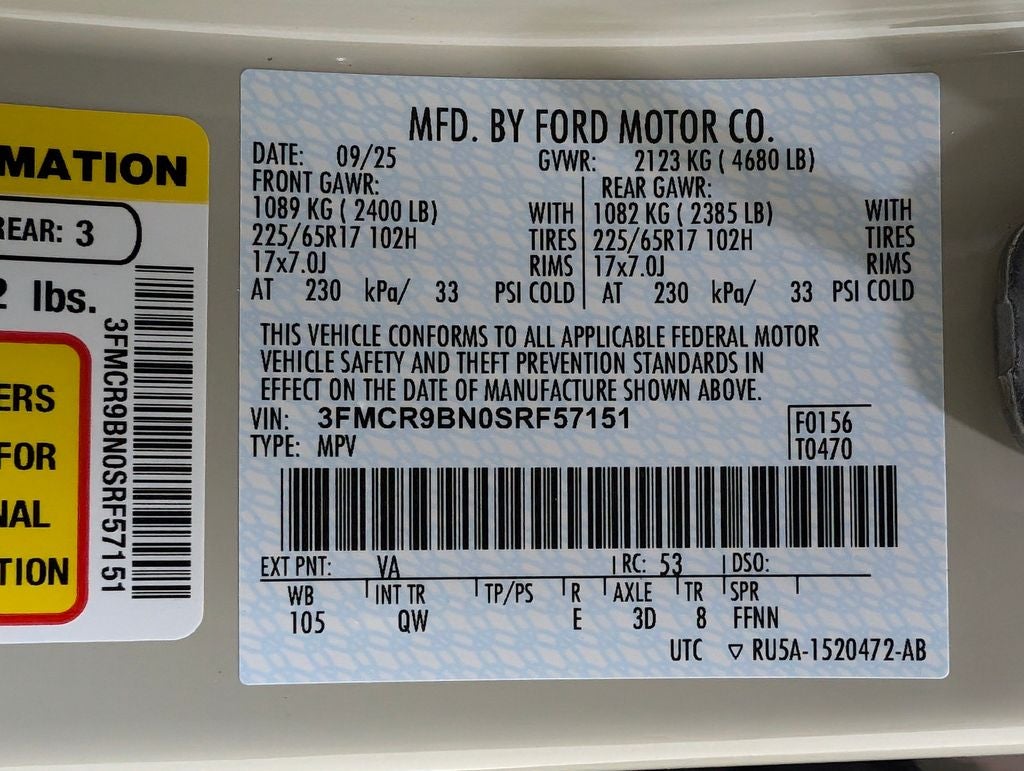 MATION
REAR: 3
2 lbs.
3FMCR9BN0SRF57151
ERS
FOR
NAL
TION
MFD. BY FORD MOTOR CO.
DATE: 09/25 GVWR: 2123 KG ( 4680 LB)
FRONT GAWR: REAR GAWR:
1089 KG ( 2400 LB) WITH 1082 KG ( 2385 LB) WITH
225/65R17 102H TIRES 225/65R17 102H TIRES
17x7.0J RIMS 17x7.0J RIMS
AT 230 kPa/ 33 PSI COLD AT 230 kPa/ 33 PSI COLD
THIS VEHICLE CONFORMS TO ALL APPLICABLE FEDERAL MOTOR
VEHICLE SAFETY AND THEFT PREVENTION STANDARDS IN
EFFECT ON THE DATE OF MANUFACTURE SHOWN ABOVE.
VIN: 3FMCR9BN0SRF57151 F0156
TYPE: MPV T0470
EXT PNT: VA RC: 53 DSO:
WB INT TR TP/PS R AXLE TR SPR
105 QW E 3D 8 FFNN
UTC ▽ RU5A-1520472-AB